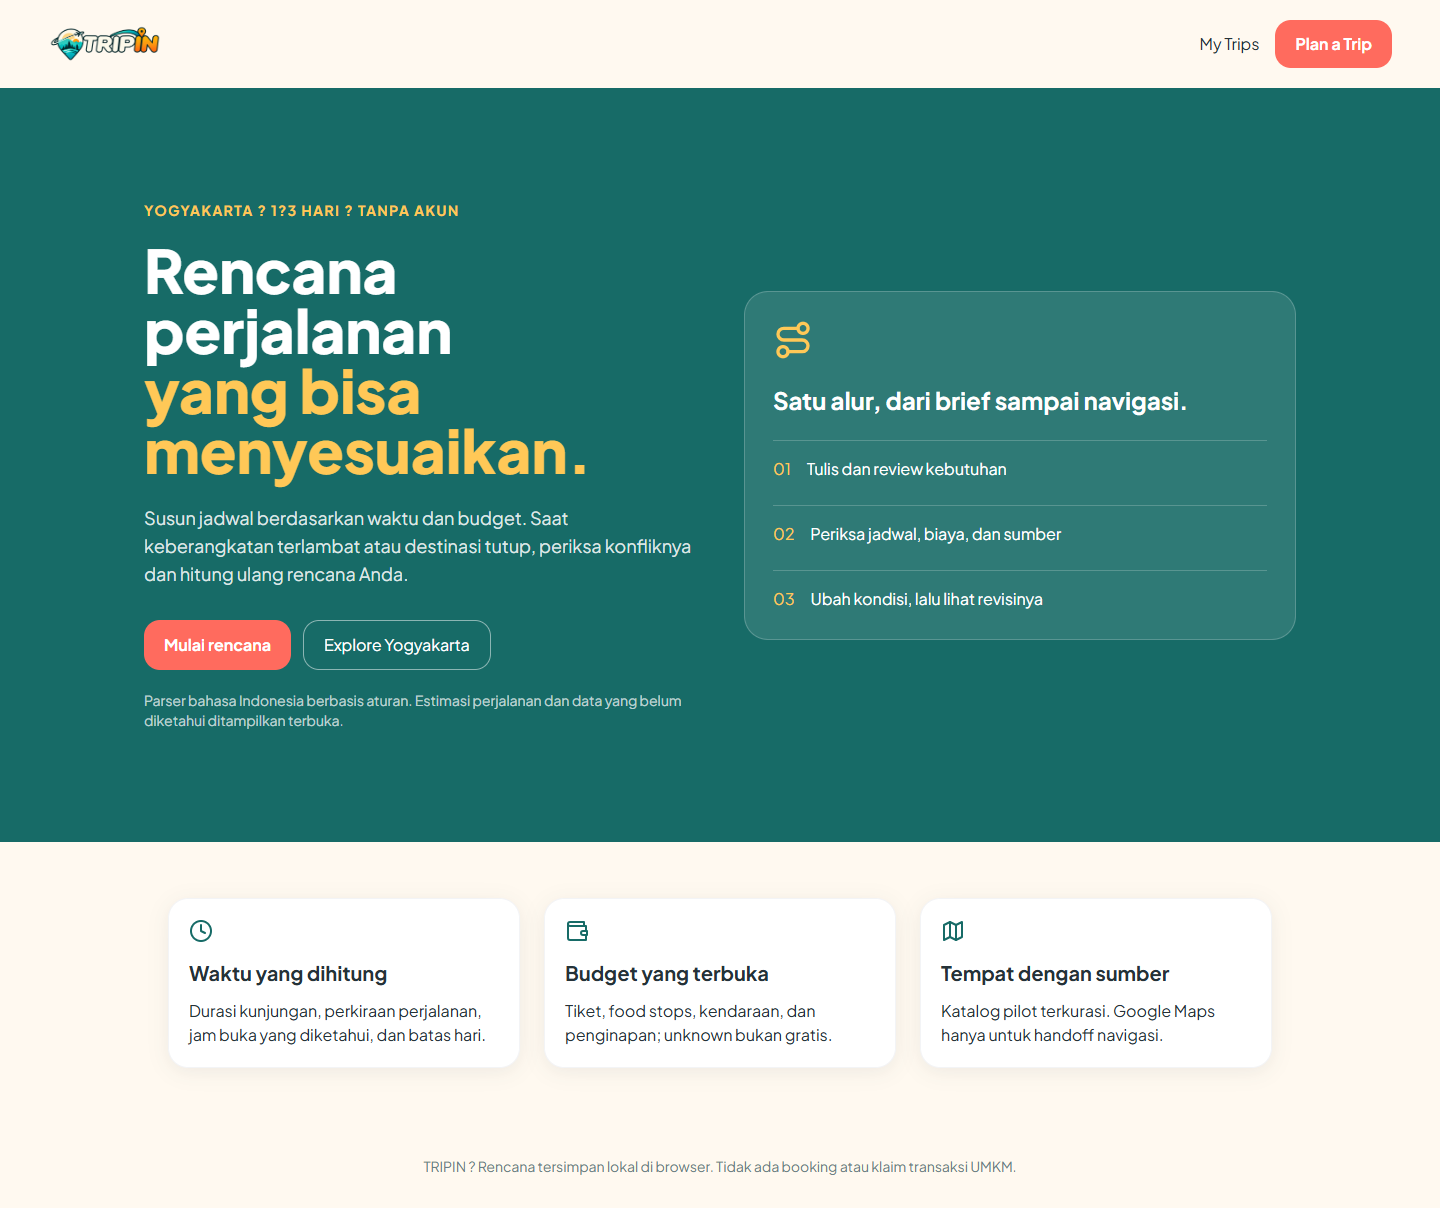 TRIPIN
My Trips
Plan a Trip
YOGYAKARTA ? 1?3 HARI ? TANPA AKUN
Rencana
perjalanan
yang bisa
menyesuaikan.
Susun jadwal berdasarkan waktu dan budget. Saat
keberangkatan terlambat atau destinasi tutup, periksa konfliknya
dan hitung ulang rencana Anda.
Mulai rencana
Explore Yogyakarta
Parser bahasa Indonesia berbasis aturan. Estimasi perjalanan dan data yang belum
diketahui ditampilkan terbuka.
Satu alur, dari brief sampai navigasi.
01 Tulis dan review kebutuhan
02 Periksa jadwal, biaya, dan sumber
03 Ubah kondisi, lalu lihat revisinya
Waktu yang dihitung
Durasi kunjungan, perkiraan perjalanan,
jam buka yang diketahui, dan batas hari.
Budget yang terbuka
Tiket, food stops, kendaraan, dan
penginapan; unknown bukan gratis.
Tempat dengan sumber
Katalog pilot terkurasi. Google Maps
hanya untuk handoff navigasi.
TRIPIN ? Rencana tersimpan lokal di browser. Tidak ada booking atau klaim transaksi UMKM.